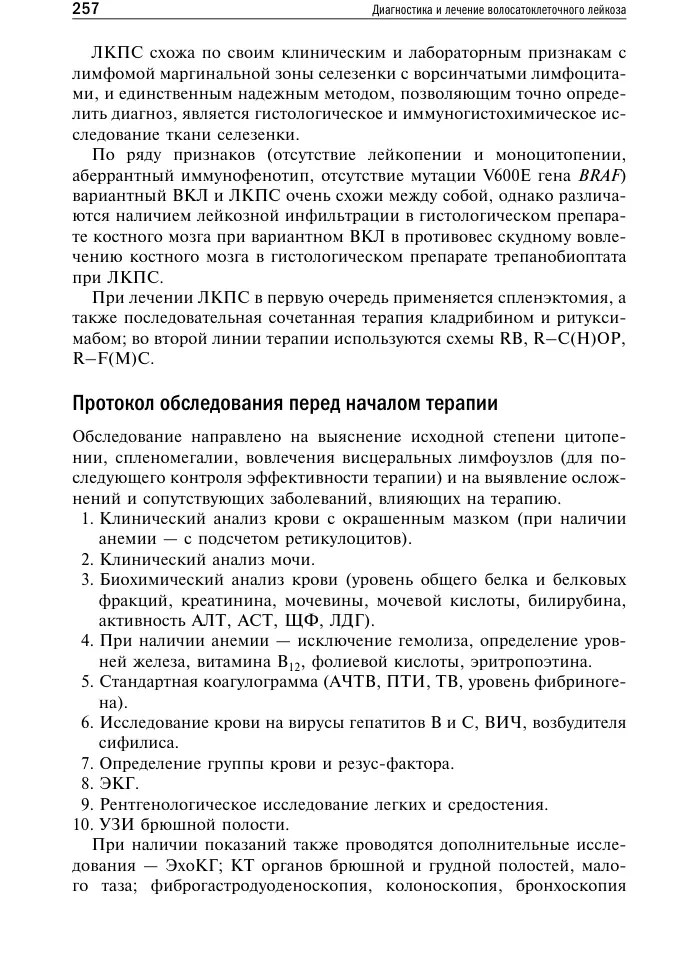 257
Диагностика и лечение волосатоклеточного лейкоза
ЛКПС схожа по своим клиническим и лабораторным признакам с
лимфомой маргинальной зоны селезенки с ворсинчатыми лимфоцита-
ми, и единственным надежным методом, позволяющим точно опреде-
лить диагноз, является гистологическое и иммуногистохимическое ис-
следование ткани селезенки.
По ряду признаков (отсутствие лейкопении и моноцитопении,
аберрантный иммунофенотип, отсутствие мутации V600E гена BRAF)
вариантный ВКЛ и ЛКПС очень схожи между собой, однако различа-
ются наличием лейкозной инфильтрации в гистологическом препара-
те костного мозга при вариантном ВКЛ в противовес скудному вовле-
чению костного мозга в гистологическом препарате трепанобиоптата
при ЛКПС.
При лечении ЛКПС в первую очередь применяется спленэктомия, а
также последовательная сочетанная терапия кладрибином и ритукси-
мабом; во второй линии терапии используются схемы RB, R–C(H)OP,
R–F(M)C.
Протокол обследования перед началом терапии
Обследование направлено на выяснение исходной степени цитопе-
нии, спленомегалии, вовлечения висцеральных лимфоузлов (для по-
следующего контроля эффективности терапии) и на выявление ослож-
нений и сопутствующих заболеваний, влияющих на терапию.
1. Клинический анализ крови с окрашенным мазком (при наличии
анемии — с подсчетом ретикулоцитов).
2. Клинический анализ мочи.
3. Биохимический анализ крови (уровень общего белка и белковых
фракций, креатинина, мочевины, мочевой кислоты, билирубина,
активность АЛТ, АСТ, ЩФ, ЛДГ).
4. При наличии анемии — исключение гемолиза, определение уров-
ней железа, витамина B12, фолиевой кислоты, эритропоэтина.
5. Стандартная коагулограмма (АЧТВ, ПТИ, ТВ, уровень фибриноге-
на).
6. Исследование крови на вирусы гепатитов В и С, ВИЧ, возбудителя
сифилиса.
7. Определение группы крови и резус-фактора.
8. ЭКГ.
9. Рентгенологическое исследование легких и средостения.
10. УЗИ брюшной полости.
При наличии показаний также проводятся дополнительные иссле-
дования — ЭхоКГ; КТ органов брюшной и грудной полостей, мало-
го таза; фиброгастродуоденоскопия, колоноскопия, бронхоскопия